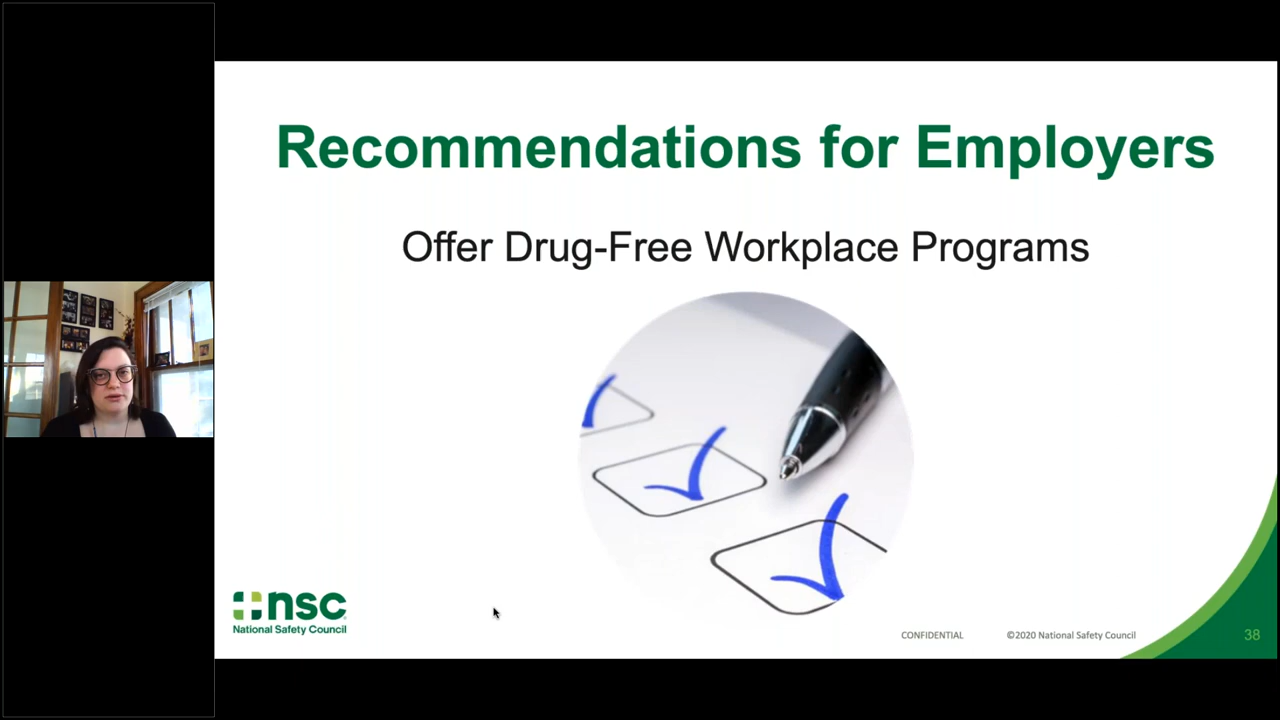 Recommendations for Employers
Offer Drug-Free Workplace Programs
nsc
National Safety Council
CONFIDENTIAL
©2020 National Safety Council
38